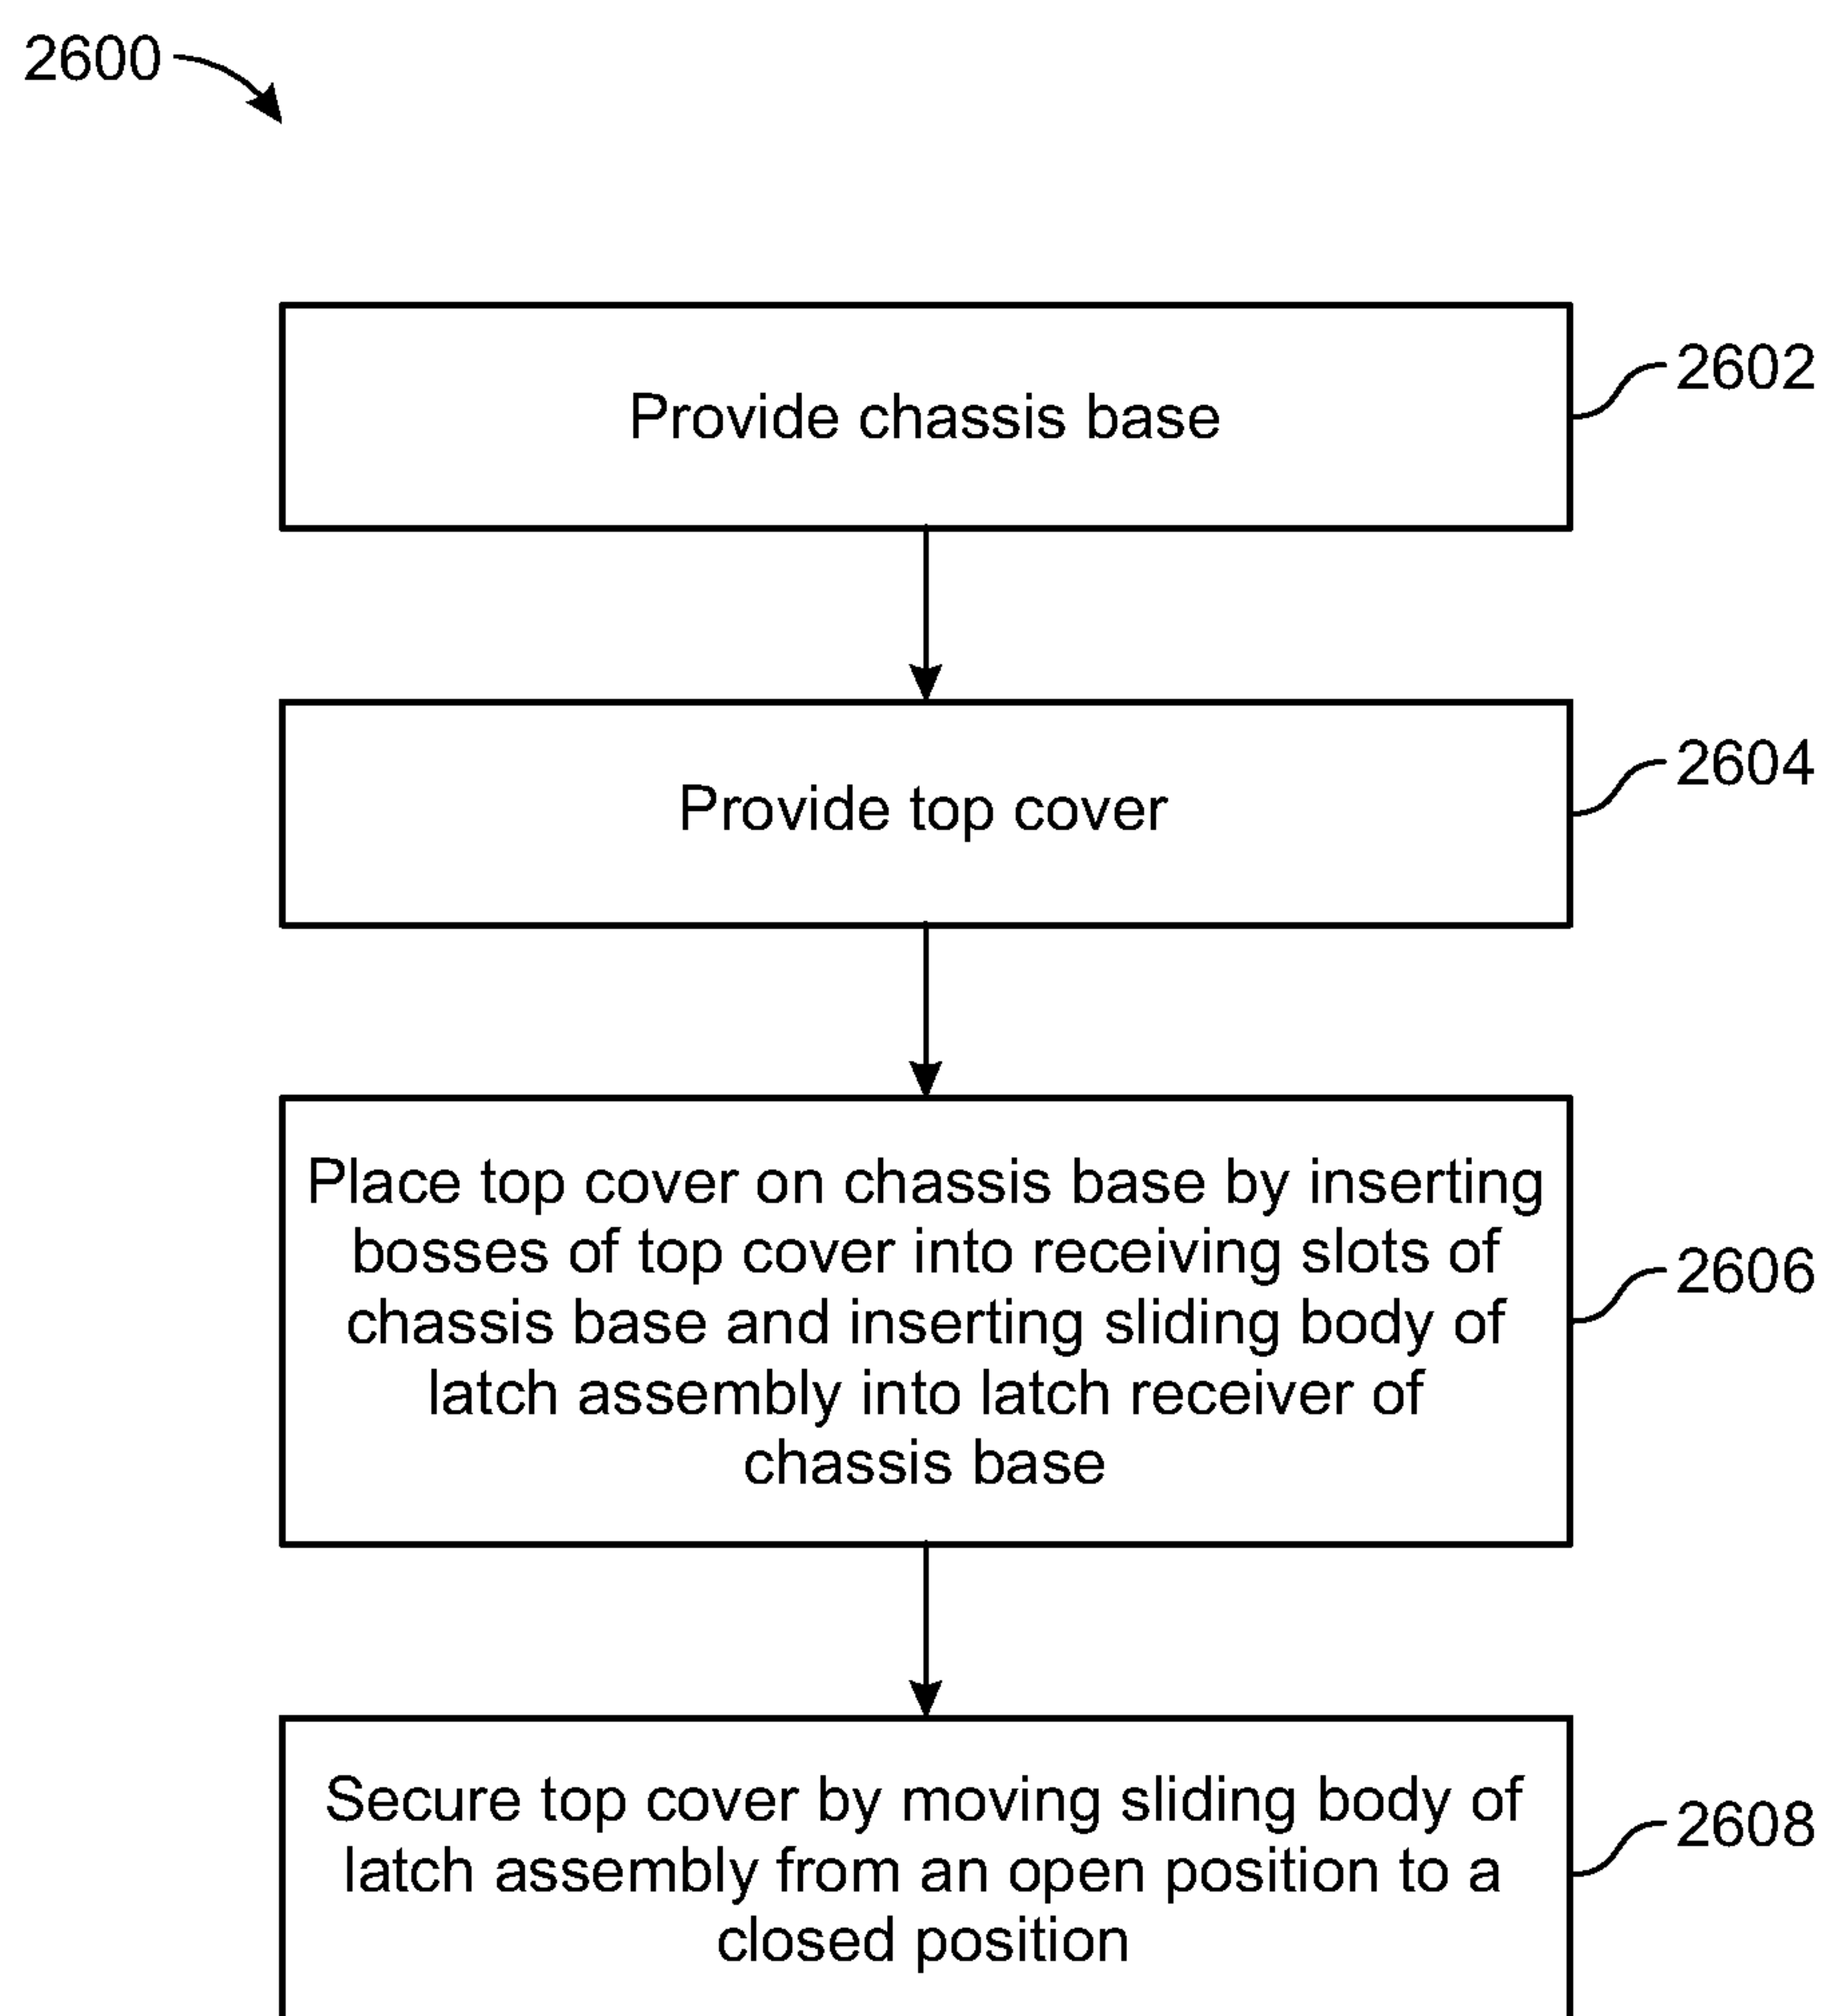 2600
Provide chassis base
2602
Provide top cover
2604
Place top cover on chassis base by inserting
bosses of top cover into receiving slots of
chassis base and inserting sliding body of
latch assembly into latch receiver of
chassis base
2606
Secure top cover by moving sliding body of
latch assembly from an open position to a
closed position
2608